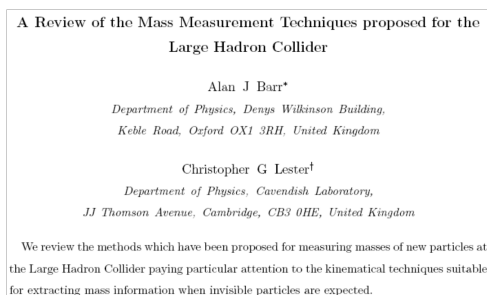 A Review of the Mass Measurement Techniques proposed for the
Large Hadron Collider
Alan J Barr*
Department of Physics, Denys Wilkinson Building,
Keble Road, Oxford OX1 3RH, United Kingdom
Christopher G Lester†
Department of Physics, Cavendish Laboratory,
JJ Thomson Avenue, Cambridge, CB3 0HE, United Kingdom
We review the methods which have been proposed for measuring masses of new particles at
the Large Hadron Collider paying particular attention to the kinematical techniques suitable
for extracting mass information when invisible particles are expected.